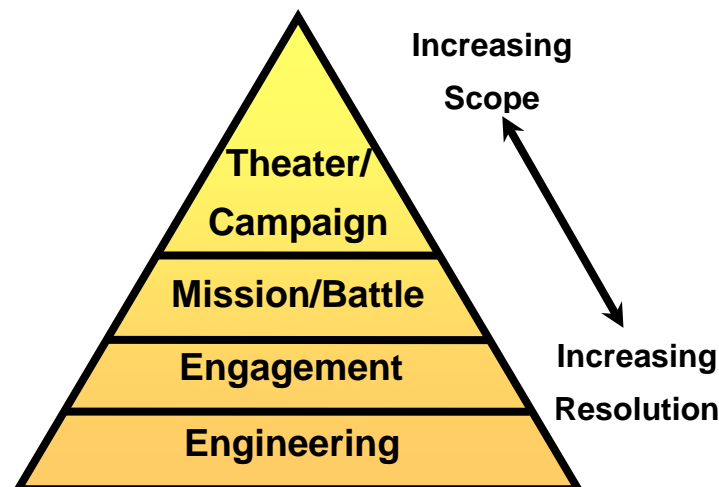 Increasing
Scope
Theater/
Campaign
Mission/Battle
Engagement
Engineering
Increasing
Resolution